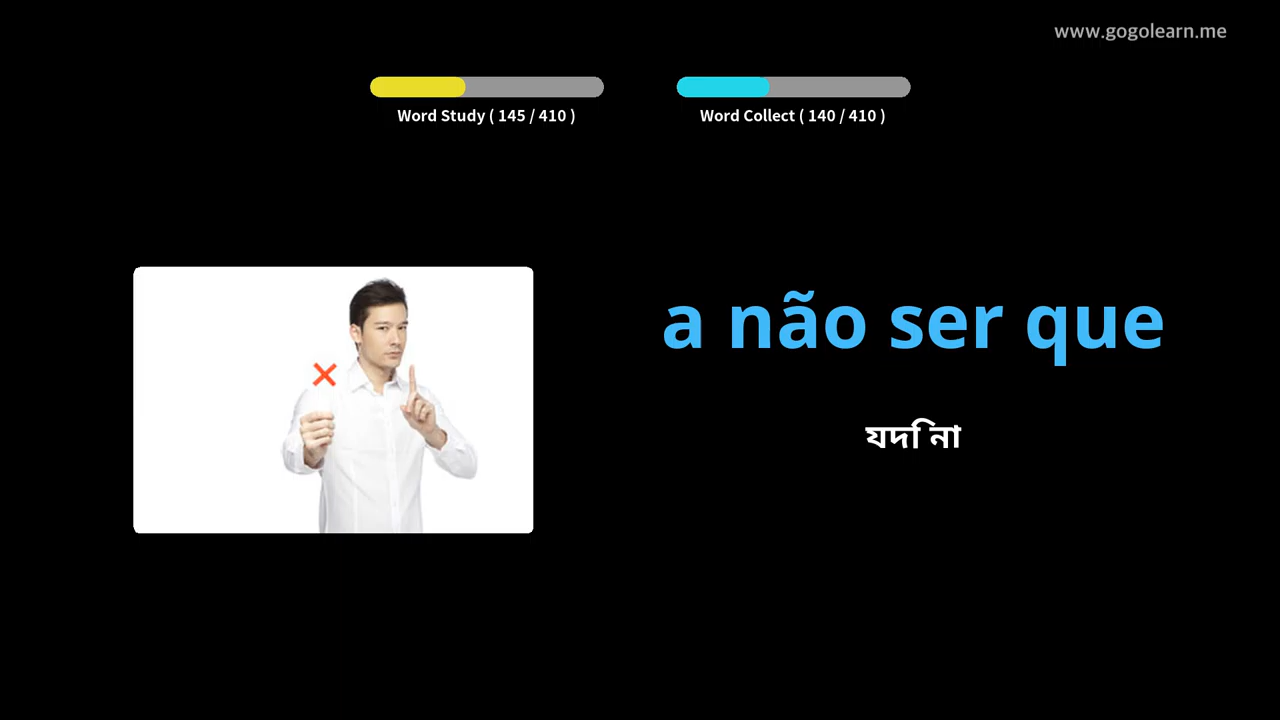 www.gogolearn.me
Word Study ( 145 / 410 )
Word Collect ( 140 / 410 )
a não ser que
যদি না